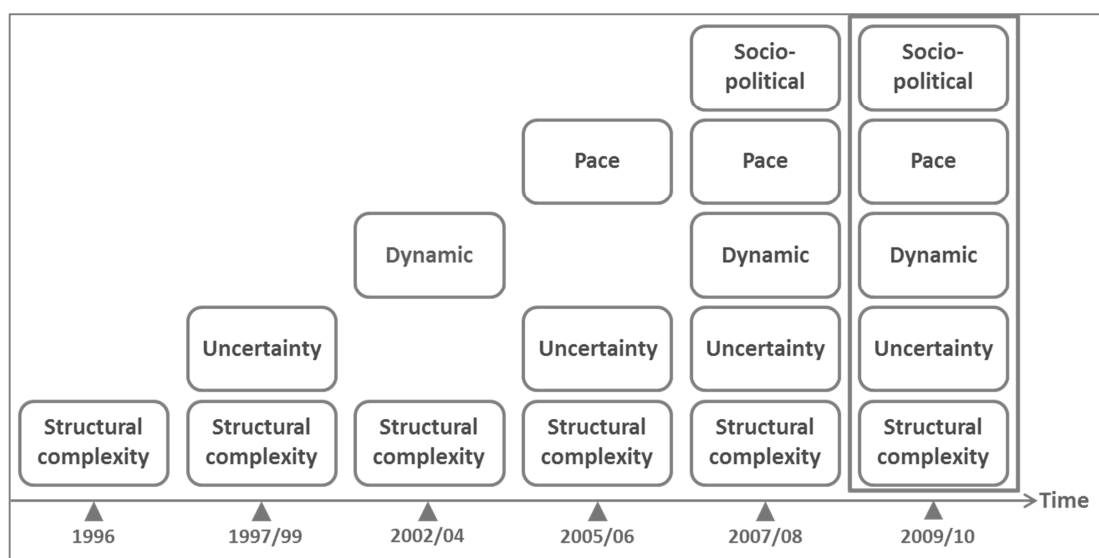 Socio-
political
Socio-
political
Pace
Pace
Pace
Dynamic
Dynamic
Dynamic
Uncertainty
Uncertainty
Uncertainty
Uncertainty
Structural
complexity
Structural
complexity
Structural
complexity
Structural
complexity
Structural
complexity
Structural
complexity
Time
1996
1997/99
2002/04
2005/06
2007/08
2009/10